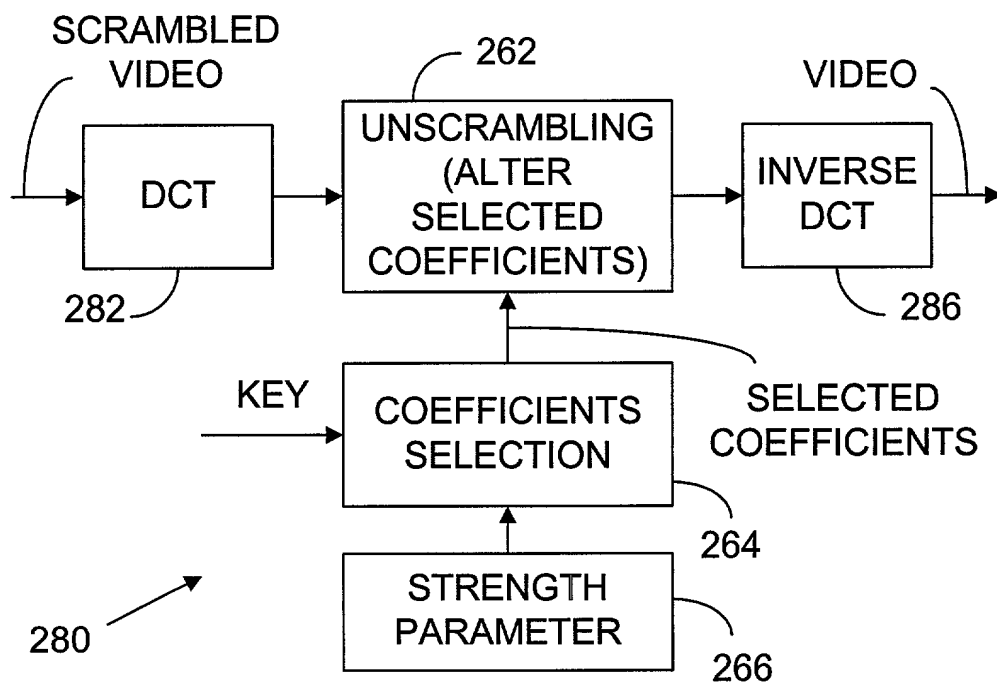 SCRAMBLED
VIDEO
262
VIDEO
DCT
UNSCRAMBLING
(ALTER
SELECTED
COEFFICIENTS)
INVERSE
DCT
282
286
KEY
COEFFICIENTS
SELECTION
SELECTED
COEFFICIENTS
264
STRENGTH
PARAMETER
280
266